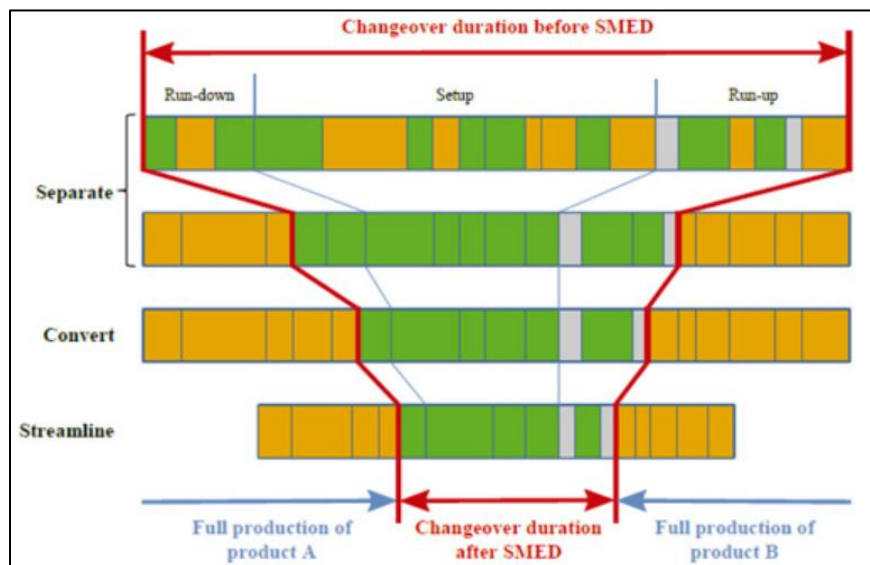 Changeover duration before SMED
Run-down
Setup
Run-up
Separate
Convert
Streamline
Full production of
product A
Changeover duration
after SMED
Full production of
product B